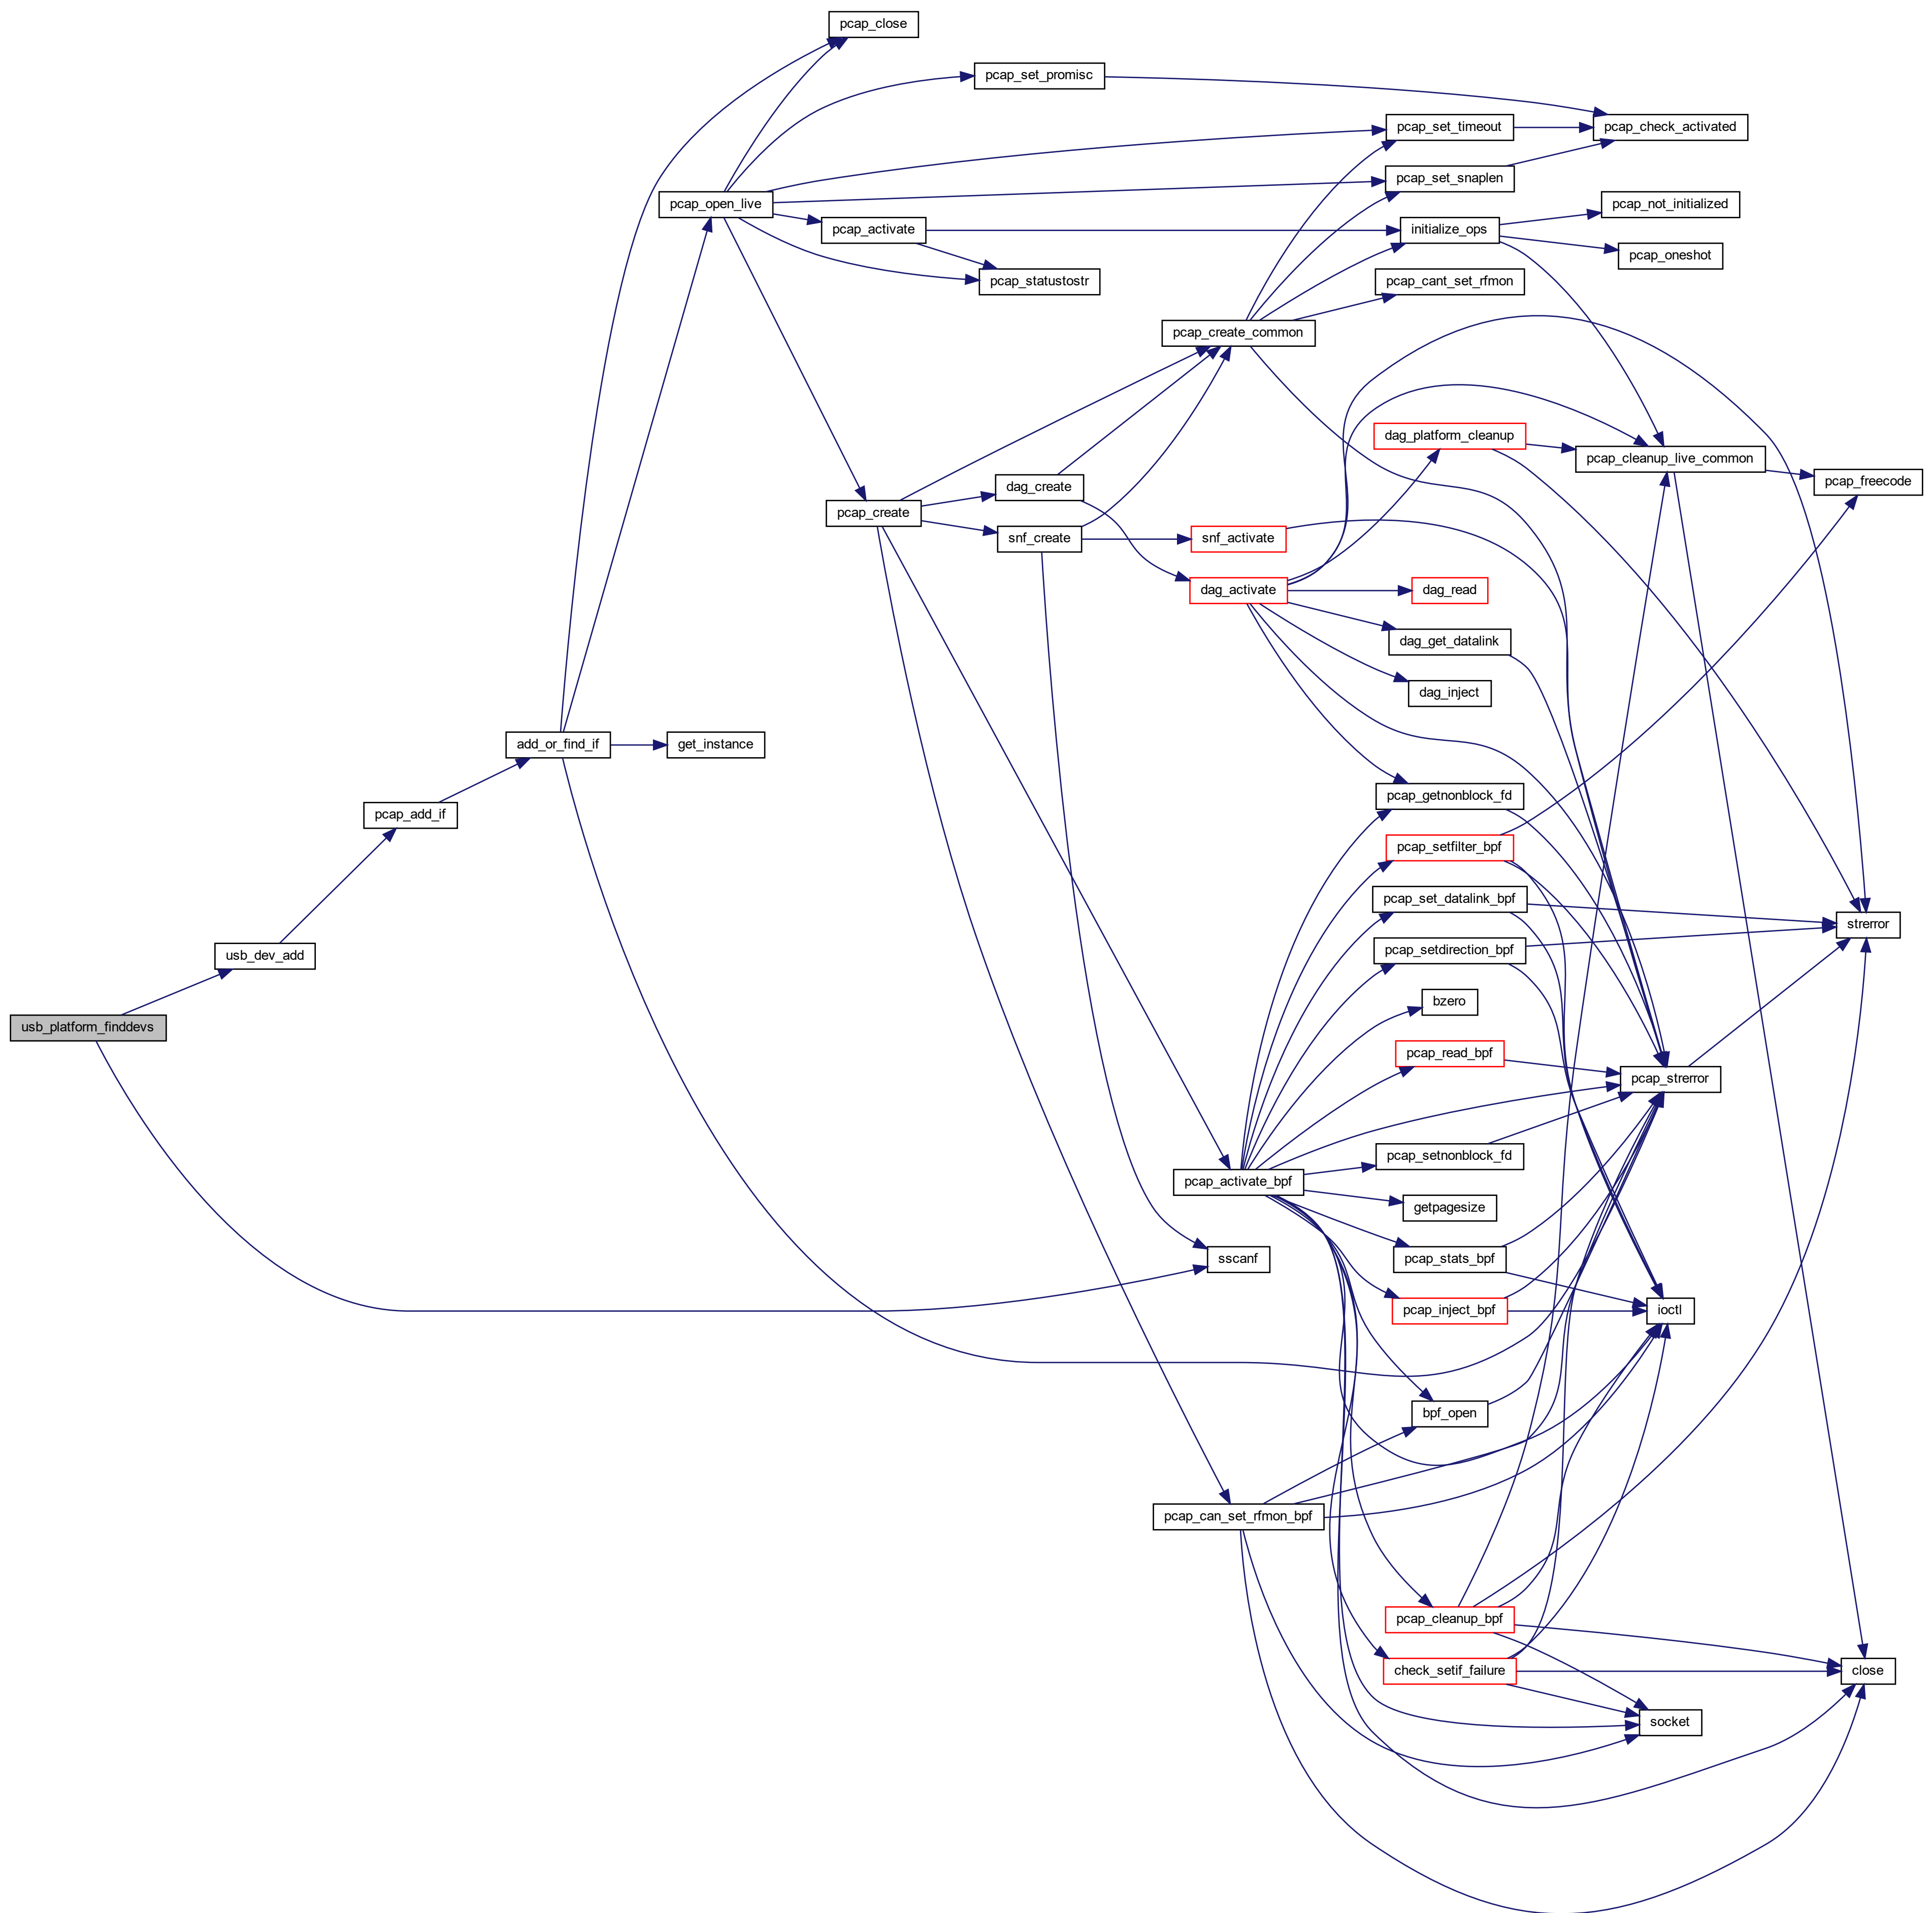 pcap_close
pcap_set_promisc
pcap_set_timeout
pcap_check_activated
pcap_set_snaplen
pcap_open_live
pcap_not_initialized
pcap_activate
initialize_ops
pcap_oneshot
pcap_statustostr
pcap_cant_set_rfmon
pcap_create_common
dag_platform_cleanup
pcap_cleanup_live_common
pcap_freecode
dag_create
pcap_create
snf_create
snf_activate
dag_activate
dag_read
dag_get_datalink
dag_inject
add_or_find_if
get_instance
pcap_getnonblock_fd
pcap_add_if
pcap_setfilter_bpf
pcap_set_datalink_bpf
strerror
pcap_setdirection_bpf
usb_dev_add
bzero
usb_platform_finddevs
pcap_read_bpf
pcap_strerror
pcap_setnonblock_fd
pcap_activate_bpf
getpagesize
sscanf
pcap_stats_bpf
pcap_inject_bpf
ioctl
bpf_open
pcap_can_set_rfmon_bpf
pcap_cleanup_bpf
check_setif_failure
close
socket